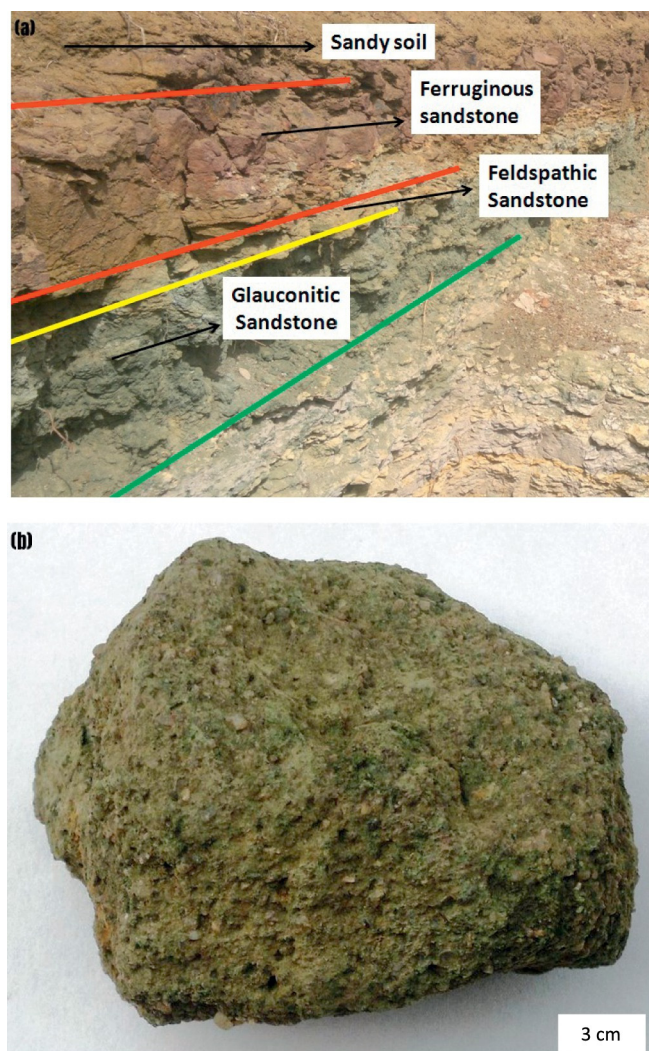 (a)
Sandy soil
Ferruginous
sandstone
Feldspathic
Sandstone
Glauconitic
Sandstone
(b)
3 cm